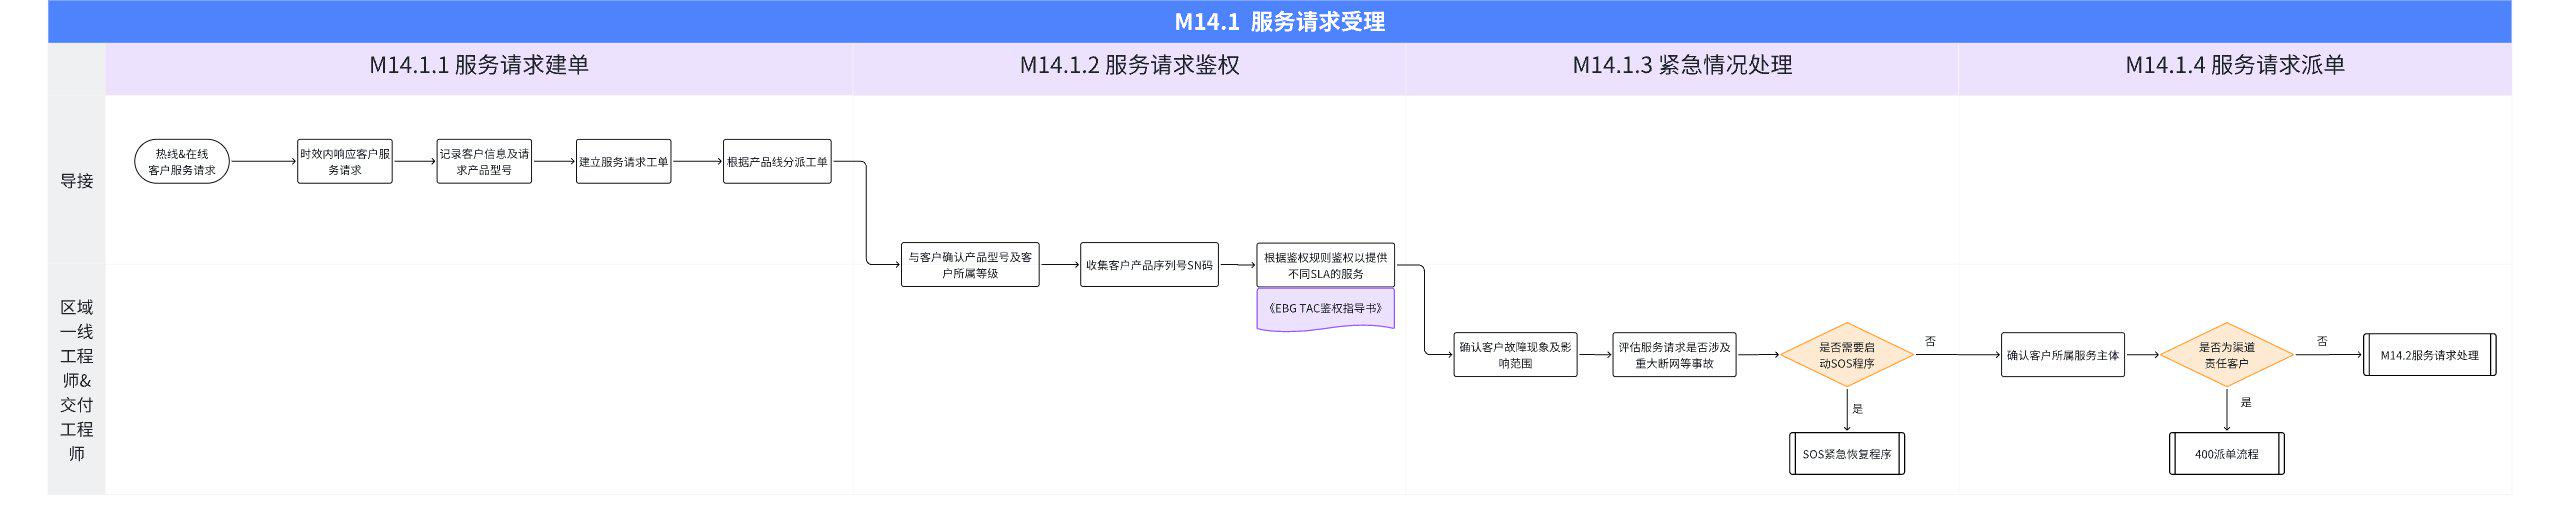 M14.1 服务请求受理
M14.1.1 服务请求建单
M14.1.2 服务请求鉴权
M14.1.3 紧急情况处理
M14.1.4 服务请求派单
导接
热线&在线
客户服务请求
时效内响应客户服
务请求
记录客户信息及请
求产品型号
建立服务请求工单
根据产品线分派工单
与客户确认产品型号及客
户所属等级
收集客户产品序列号SN码
根据鉴权规则鉴权以提供
不同SLA的服务
《EBG TAC鉴权指导书》
区域
一线
工程
师&
交付
工程
师
确认客户故障现象及影
响范围
评估服务请求是否涉及
重大断网等事故
是否需要启
动SOS程序
否
是
SOS紧急恢复程序
确认客户所属服务主体
是否为渠道
责任客户
否
是
M14.2服务请求处理
400派单流程